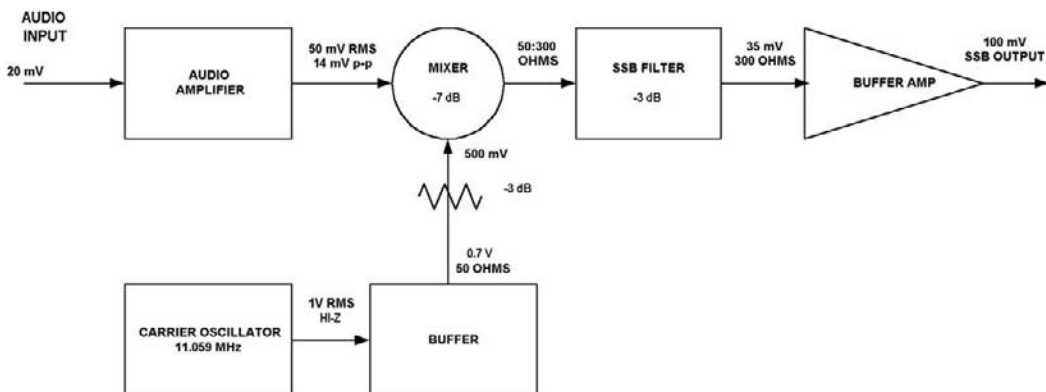 AUDIO
INPUT
20 mV
AUDIO
AMPLIFIER
50 mV RMS
14 mV p-p
MIXER
-7 dB
50:300
OHMS
SSB FILTER
-3 dB
35 mV
300 OHMS
BUFFER AMP
100 mV
SSB OUTPUT
500 mV
-3 dB
0.7 V
50 OHMS
CARRIER OSCILLATOR
11.059 MHz
1V RMS
HI-Z
BUFFER